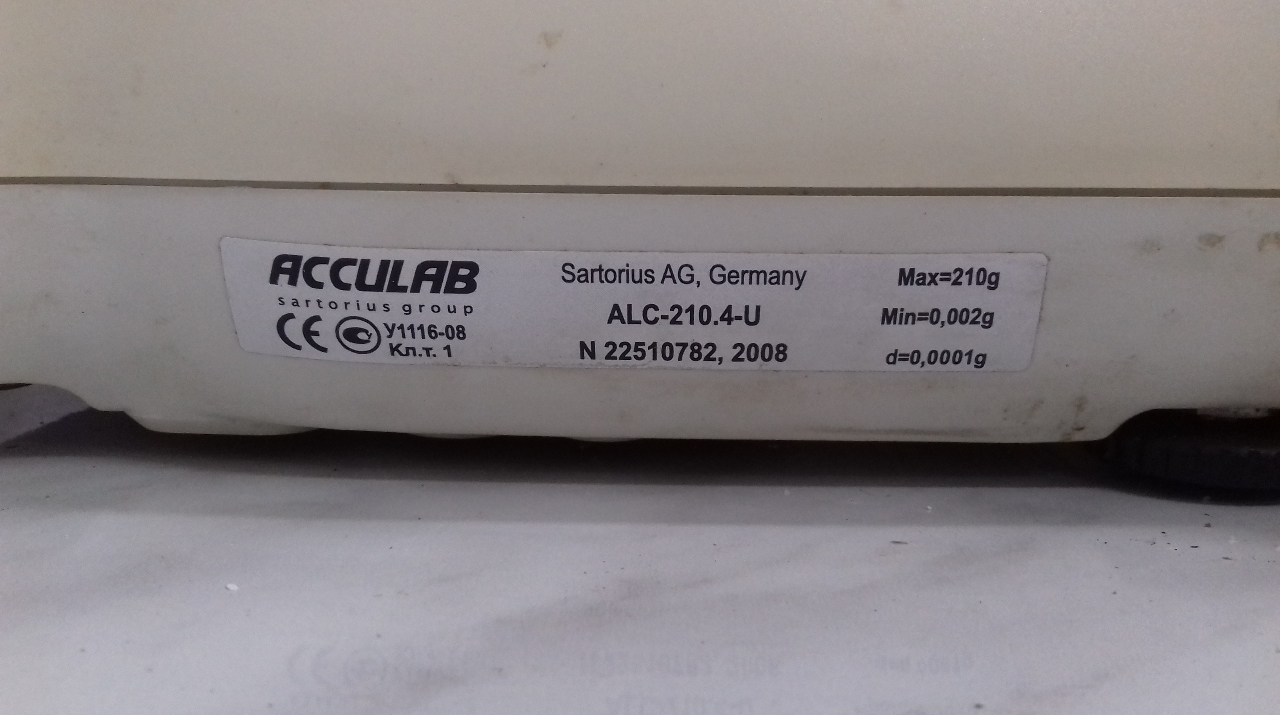 ACCULAB
sartorius group
CE У1116-08
Кл.т. 1
Sartorius AG, Germany
ALC-210.4-U
N 22510782, 2008
Max=210g
Min=0,002g
d=0,0001g